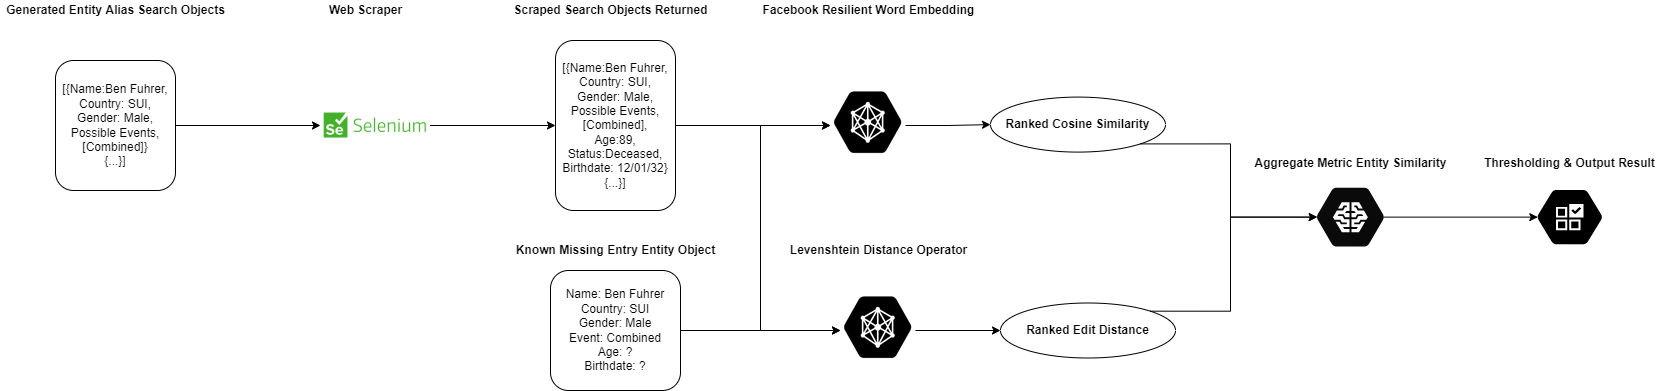 Generated Entity Alias Search Objects
Web Scraper
Scraped Search Objects Returned
Facebook Resilient Word Embedding
[{Name:Ben Fuhrer,
Country: SUI,
Gender: Male,
Possible Events,
[Combined]}
{...}]
Se Selenium
[{Name:Ben Fuhrer,
Country: SUI,
Gender: Male,
Possible Events,
[Combined],
Age:89,
Status:Deceased,
Birthdate: 12/01/32}
{...}]
Ranked Cosine Similarity
Aggregate Metric Entity Similarity
Thresholding & Output Result
Known Missing Entry Entity Object
Levenshtein Distance Operator
Name: Ben Fuhrer
Country: SUI
Gender: Male
Event: Combined
Age: ?
Birthdate: ?
Ranked Edit Distance